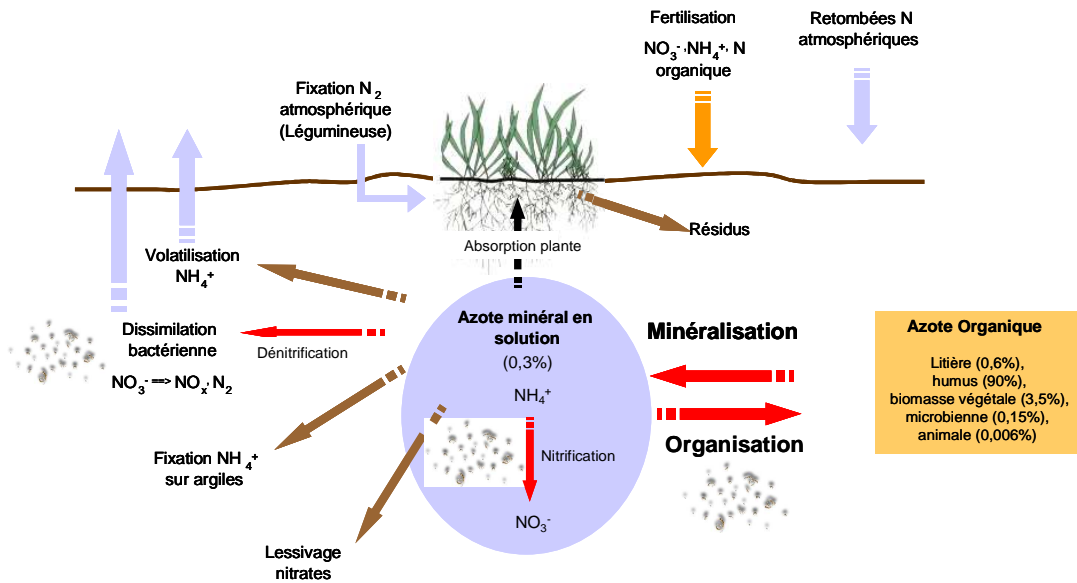 Fertilisation
NO₃⁻,NH₄⁺, N
organique
Retombées N
atmosphériques
Fixation N₂
atmosphérique
(Légumineuse)
Résidus
Absorption plante
Volatilisation
NH₄⁺
Dissimilation
bactérienne
NO₃⁻ ==> NOₓ, N₂
Dénitrification
Fixation NH₄⁺
sur argiles
Lessivage
nitrates
Azote minéral en
solution
(0,3%)
NH₄⁺
Nitrification
NO₃⁻
Minéralisation
Organisation
Azote Organique
Litière (0,6%),
humus (90%),
biomasse végétale (3,5%),
microbienne (0,15%),
animale (0,006%)